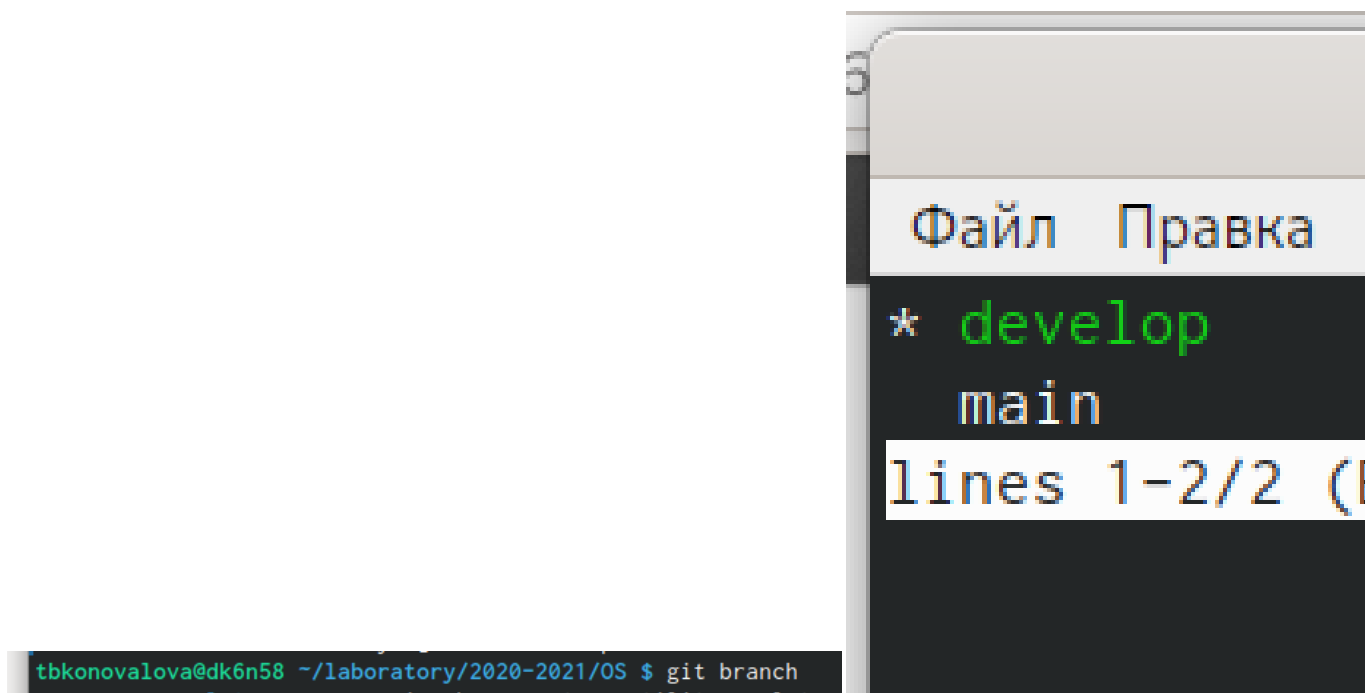 tbkonovalova@dk6n58 ~/laboratory/2020-2021/OS $ git branch
Файл Правка
* develop
main
lines 1-2/2 (